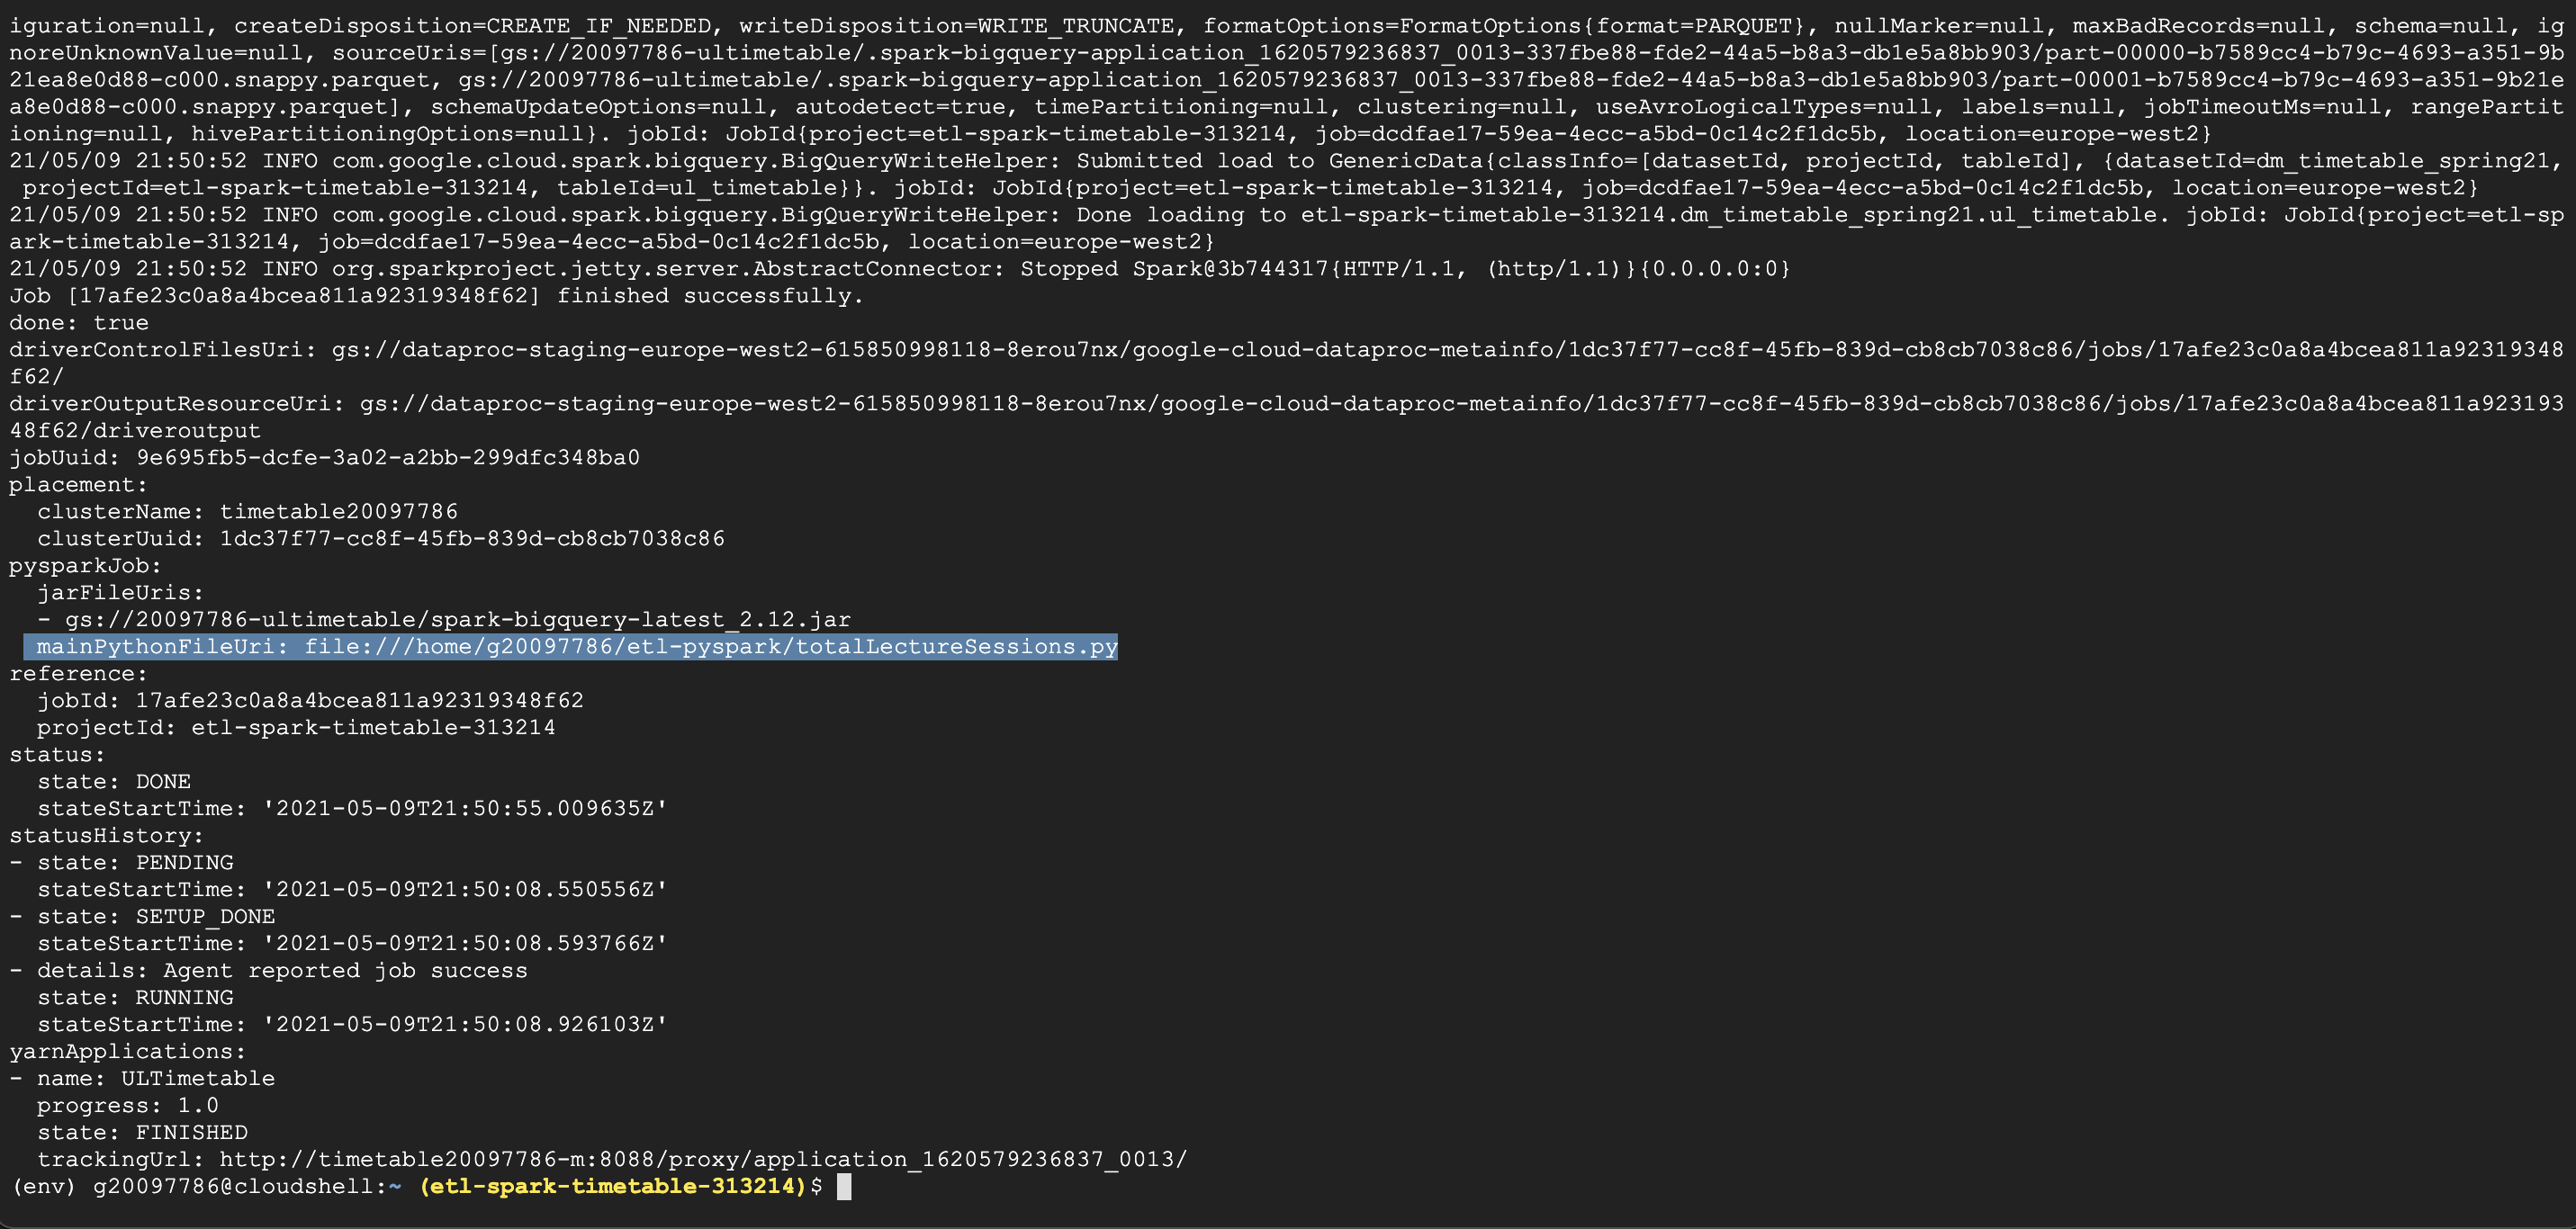 iguration=null, createDisposition=CREATE_IF_NEEDED, writeDisposition=WRITE_TRUNCATE, formatOptions=FormatOptions{format=PARQUET}, nullMarker=null, maxBadRecords=null, schema=null, ig
noreUnknownValue=null, sourceUris=[gs://20097786-ultimetable/.spark-bigquery-application_1620579236837_0013-337fbe88-fde2-44a5-b8a3-db1e5a8bb903/part-00000-b7589cc4-b79c-4693-a351-9b
21ea8e0d88-c000.snappy.parquet, gs://20097786-ultimetable/.spark-bigquery-application_1620579236837_0013-337fbe88-fde2-44a5-b8a3-db1e5a8bb903/part-00001-b7589cc4-b79c-4693-a351-9b21e
a8e0d88-c000.snappy.parquet], schemaUpdateOptions=null, autodetect=true, timePartitioning=null, clustering=null, useAvroLogicalTypes=null, labels=null, jobTimeoutMs=null, rangePartit
ioning=null, hivePartitioningOptions=null}. jobId: JobId{project=etl-spark-timetable-313214, job=dcdfae17-59ea-4ecc-a5bd-0c14c2f1dc5b, location=europe-west2}
21/05/09 21:50:52 INFO com.google.cloud.spark.bigquery.BigQueryWriteHelper: Submitted load to GenericData{classInfo=[datasetId, projectId, tableId], {datasetId=dm_timetable_spring21,
 projectId=etl-spark-timetable-313214, tableId=ul_timetable}}. jobId: JobId{project=etl-spark-timetable-313214, job=dcdfae17-59ea-4ecc-a5bd-0c14c2f1dc5b, location=europe-west2}
21/05/09 21:50:52 INFO com.google.cloud.spark.bigquery.BigQueryWriteHelper: Done loading to etl-spark-timetable-313214.dm_timetable_spring21.ul_timetable. jobId: JobId{project=etl-sp
ark-timetable-313214, job=dcdfae17-59ea-4ecc-a5bd-0c14c2f1dc5b, location=europe-west2}
21/05/09 21:50:52 INFO org.sparkproject.jetty.server.AbstractConnector: Stopped Spark@3b744317{HTTP/1.1, (http/1.1)}{0.0.0.0:0}
Job [17afe23c0a8a4bcea811a92319348f62] finished successfully.
done: true
driverControlFilesUri: gs://dataproc-staging-europe-west2-615850998118-8erou7nx/google-cloud-dataproc-metainfo/1dc37f77-cc8f-45fb-839d-cb8cb7038c86/jobs/17afe23c0a8a4bcea811a92319348
f62/
driverOutputResourceUri: gs://dataproc-staging-europe-west2-615850998118-8erou7nx/google-cloud-dataproc-metainfo/1dc37f77-cc8f-45fb-839d-cb8cb7038c86/jobs/17afe23c0a8a4bcea811a923193
48f62/driveroutput
jobUuid: 9e695fb5-dcfe-3a02-a2bb-299dfc348ba0
placement:
  clusterName: timetable20097786
  clusterUuid: 1dc37f77-cc8f-45fb-839d-cb8cb7038c86
pysparkJob:
  jarFileUris:
  - gs://20097786-ultimetable/spark-bigquery-latest_2.12.jar
  mainPythonFileUri: file:///home/g20097786/etl-pyspark/totalLectureSessions.py
reference:
  jobId: 17afe23c0a8a4bcea811a92319348f62
  projectId: etl-spark-timetable-313214
status:
  state: DONE
  stateStartTime: '2021-05-09T21:50:55.009635Z'
statusHistory:
- state: PENDING
  stateStartTime: '2021-05-09T21:50:08.550556Z'
- state: SETUP_DONE
  stateStartTime: '2021-05-09T21:50:08.593766Z'
- details: Agent reported job success
  state: RUNNING
  stateStartTime: '2021-05-09T21:50:08.926103Z'
yarnApplications:
- name: ULTimetable
  progress: 1.0
  state: FINISHED
  trackingUrl: http://timetable20097786-m:8088/proxy/application_1620579236837_0013/
(env) g20097786@cloudshell:~ (etl-spark-timetable-313214)$